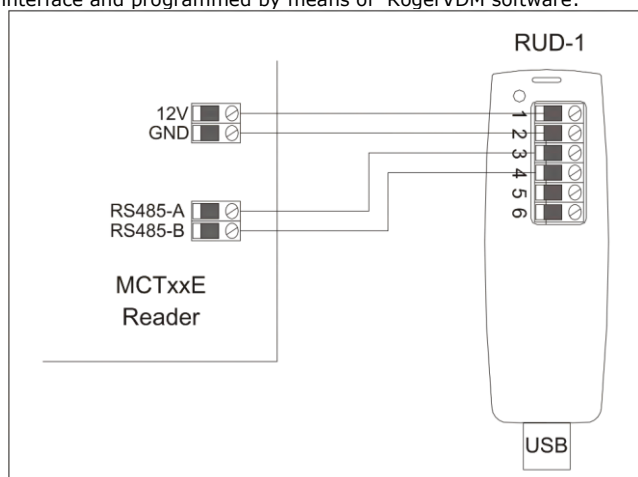 interface and programmed by means of RogerVDM software.
RUD-1
12V
GND
RS485-A
RS485-B
1
2
3
4
5
6
MCTxxE
Reader
USB